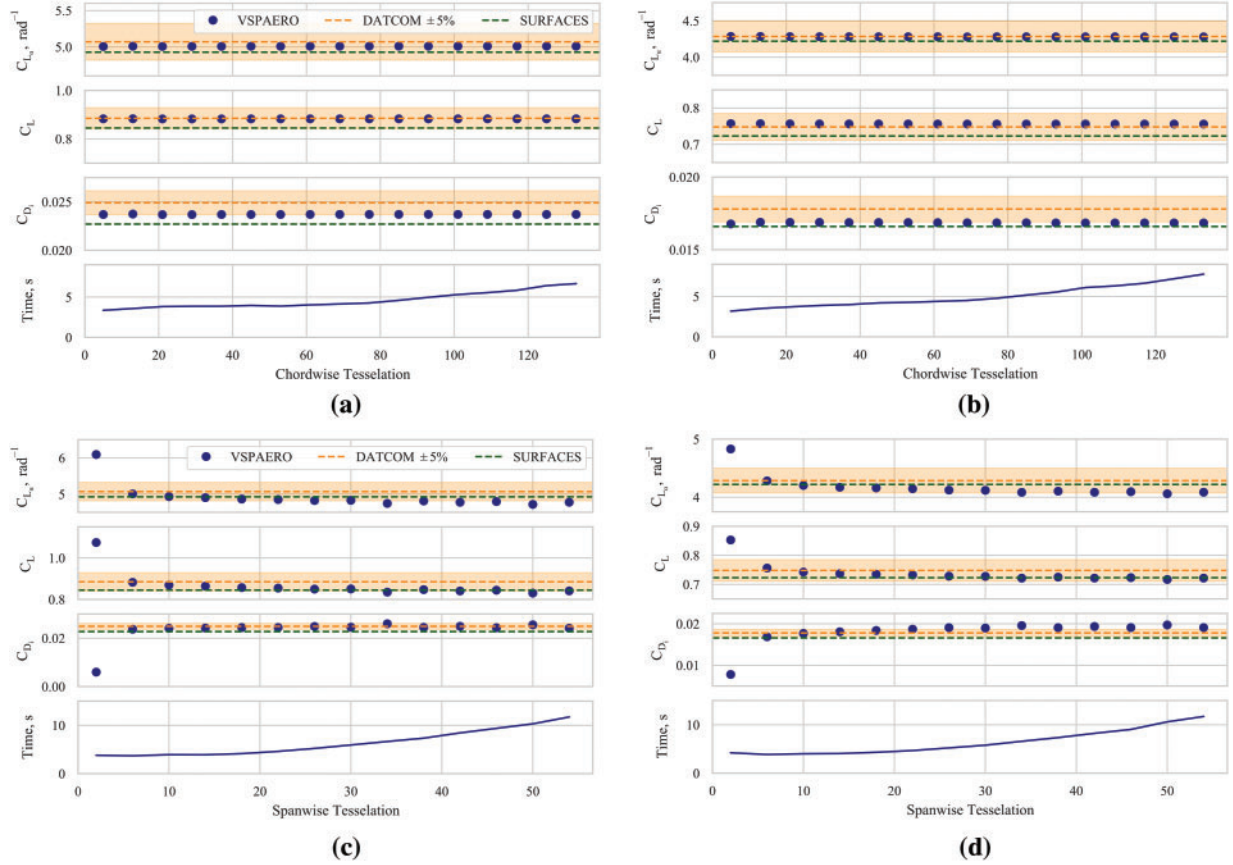 VSPAERO DATCOM ±5% SURFACES
C_Lα, rad⁻¹
5.5
5.0
C_L
1.0
0.8
C_Di
0.025
0.020
Time, s
5
0
0 20 40 60 80 100 120
Chordwise Tesselation
(a)
C_Lα, rad⁻¹
4.5
4.0
C_L
0.8
0.7
C_Di
0.020
0.015
Time, s
5
0
0 20 40 60 80 100 120
Chordwise Tesselation
(b)
VSPAERO DATCOM ±5% SURFACES
C_Lα, rad⁻¹
6
5
C_L
1.0
0.8
C_Di
0.02
0.00
Time, s
10
0
0 10 20 30 40 50
Spanwise Tesselation
(c)
C_Lα, rad⁻¹
5
4
C_L
0.9
0.8
0.7
C_Di
0.02
0.01
Time, s
10
0
0 10 20 30 40 50
Spanwise Tesselation
(d)